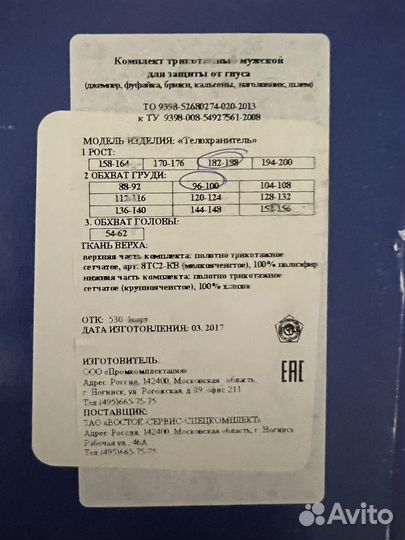 Комплект трикотажный мужской
для защиты от гнуса
(джемпер, фуфайка, брюки, кальсоны, накомарник, шлем)
ТО 9398-52680274-020-2013
к ТУ 9398-008-54927561-2008
МОДЕЛЬ ИЗДЕЛИЯ: «Телохранитель»
1 РОСТ:
158-164 170-176 182-188 194-200
2 ОБХВАТ ГРУДИ:
88-92 96-100 104-108
112-116 120-124 128-132
136-140 144-148 152-156
3. ОБХВАТ ГОЛОВЫ:
54-62
ТКАНЬ ВЕРХА:
верхняя часть комплекта: полотно трикотажное
сетчатое, арт. 8ТС2-КВ (мелкоячеистое), 100% полиэфир
нижняя часть комплекта: полотно трикотажное
сетчатое (крупноячеистое), 100% хлопок
ОТК: 530
ДАТА ИЗГОТОВЛЕНИЯ: 03.2017
ИЗГОТОВИТЕЛЬ:
ООО «Промкомплектация»
Адрес: Россия, 142400, Московская область,
г. Ногинск, ул. Рогожская, д.89, офис 211
Тел (495)665-75-75
ПОСТАВЩИК:
ЗАО «ВОСТОК-СЕРВИС-СПЕЦКОМПЛЕКТ»
Адрес: Россия, 142400, Московская область, г. Ногинск
Рабочая ул., 46А
Тел. (495)665-75-75
ЕАС
Avito